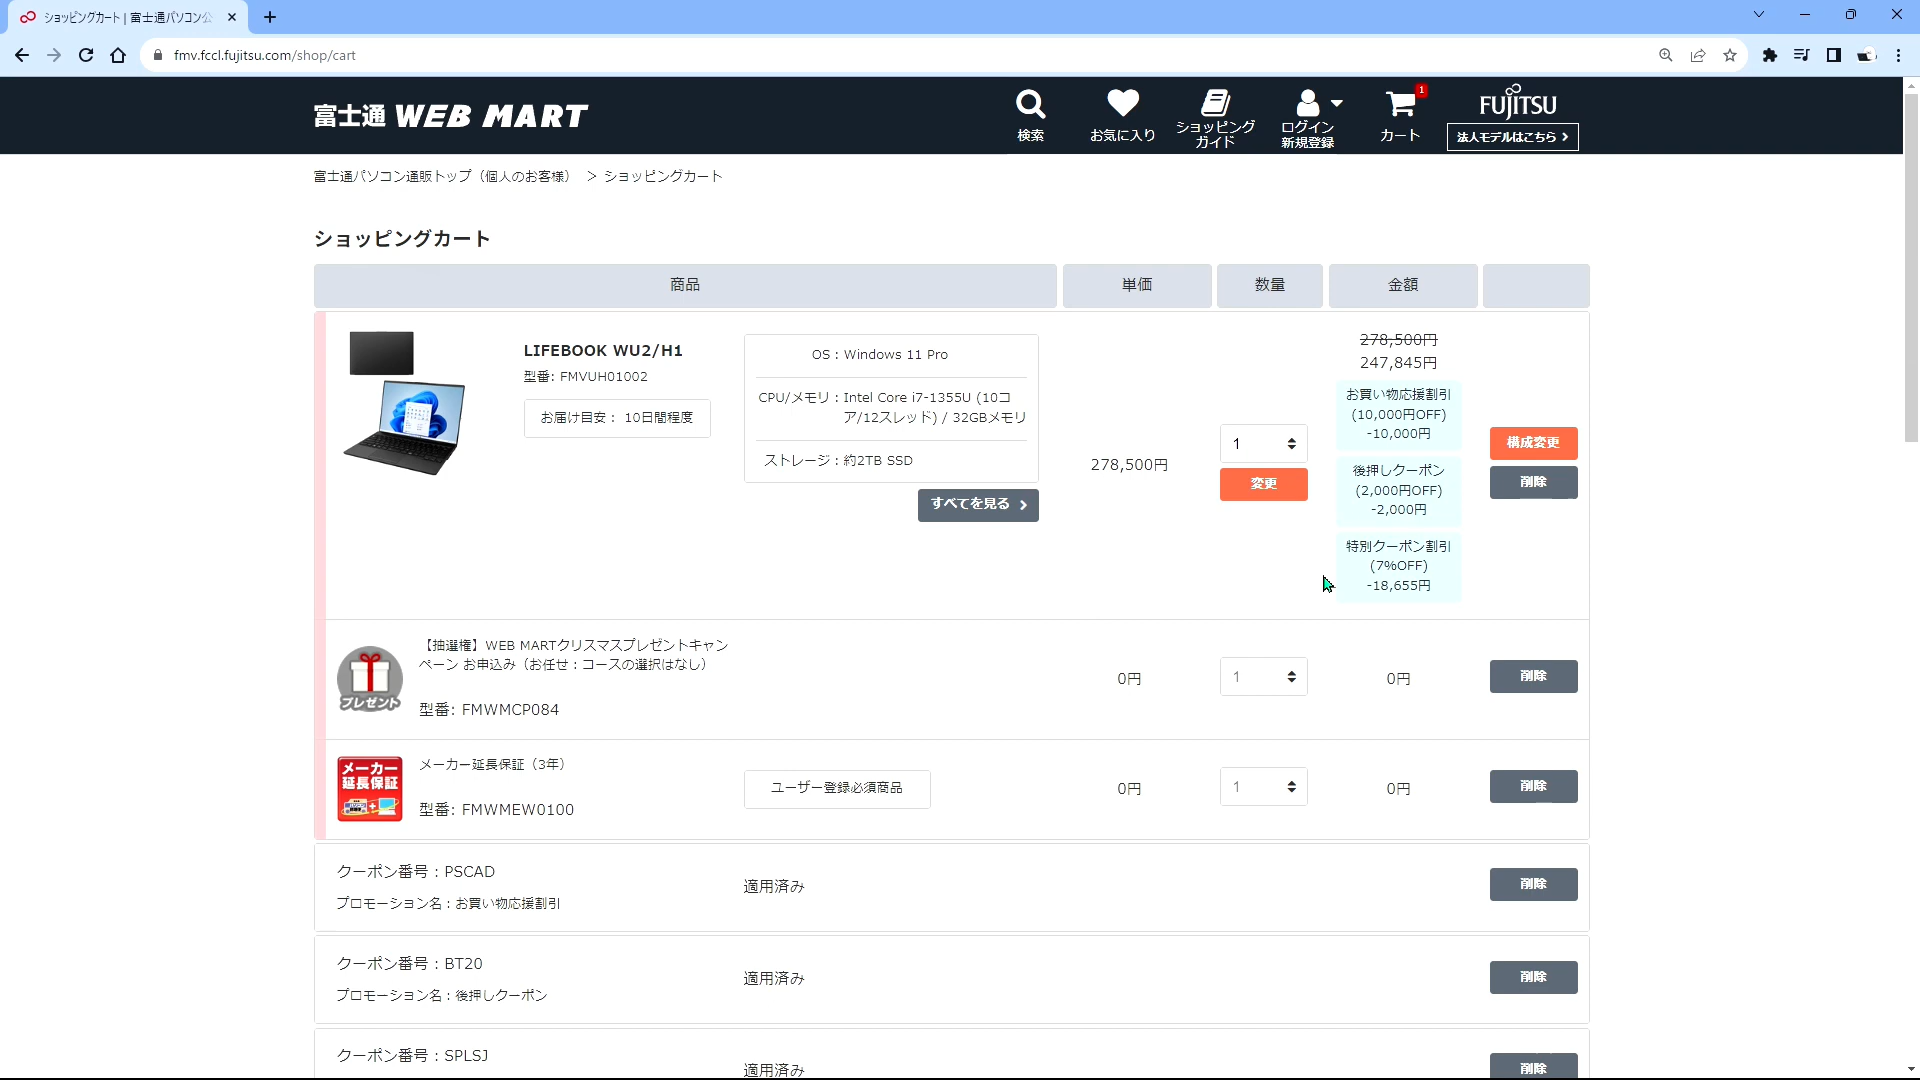 ショッピングカート | 富士通パソコン公
fmv.fccl.fujitsu.com/shop/cart
富士通 WEB MART
検索
お気に入り
ショッピング
ガイド
ログイン
新規登録
1
カート
FUJITSU
法人モデルはこちら
富士通パソコン通販トップ（個人のお客様） ＞ ショッピングカート
ショッピングカート
商品 単価 数量 金額
LIFEBOOK WU2/H1
型番: FMVUH01002
お届け目安： 10日間程度
OS : Windows 11 Pro
CPU/メモリ : Intel Core i7-1355U (10コ
ア/12スレッド) / 32GBメモリ
ストレージ : 約2TB SSD
すべてを見る
278,500円
1
変更
278,500円
247,845円
お買い物応援割引
(10,000円OFF)
-10,000円
後押しクーポン
(2,000円OFF)
-2,000円
特別クーポン割引
(7%OFF)
-18,655円
構成変更
削除
プレゼント
【抽選権】WEB MARTクリスマスプレゼントキャン
ペーン お申込み（お任せ：コースの選択はなし）
型番: FMWMCP084
0円 1 0円 削除
メーカー
延長保証
メーカー延長保証（3年）
型番: FMWMEW0100
ユーザー登録必須商品
0円 1 0円 削除
クーポン番号 : PSCAD
プロモーション名 : お買い物応援割引
適用済み
削除
クーポン番号 : BT20
プロモーション名 : 後押しクーポン
適用済み
削除
クーポン番号 : SPLSJ
適用済み
削除